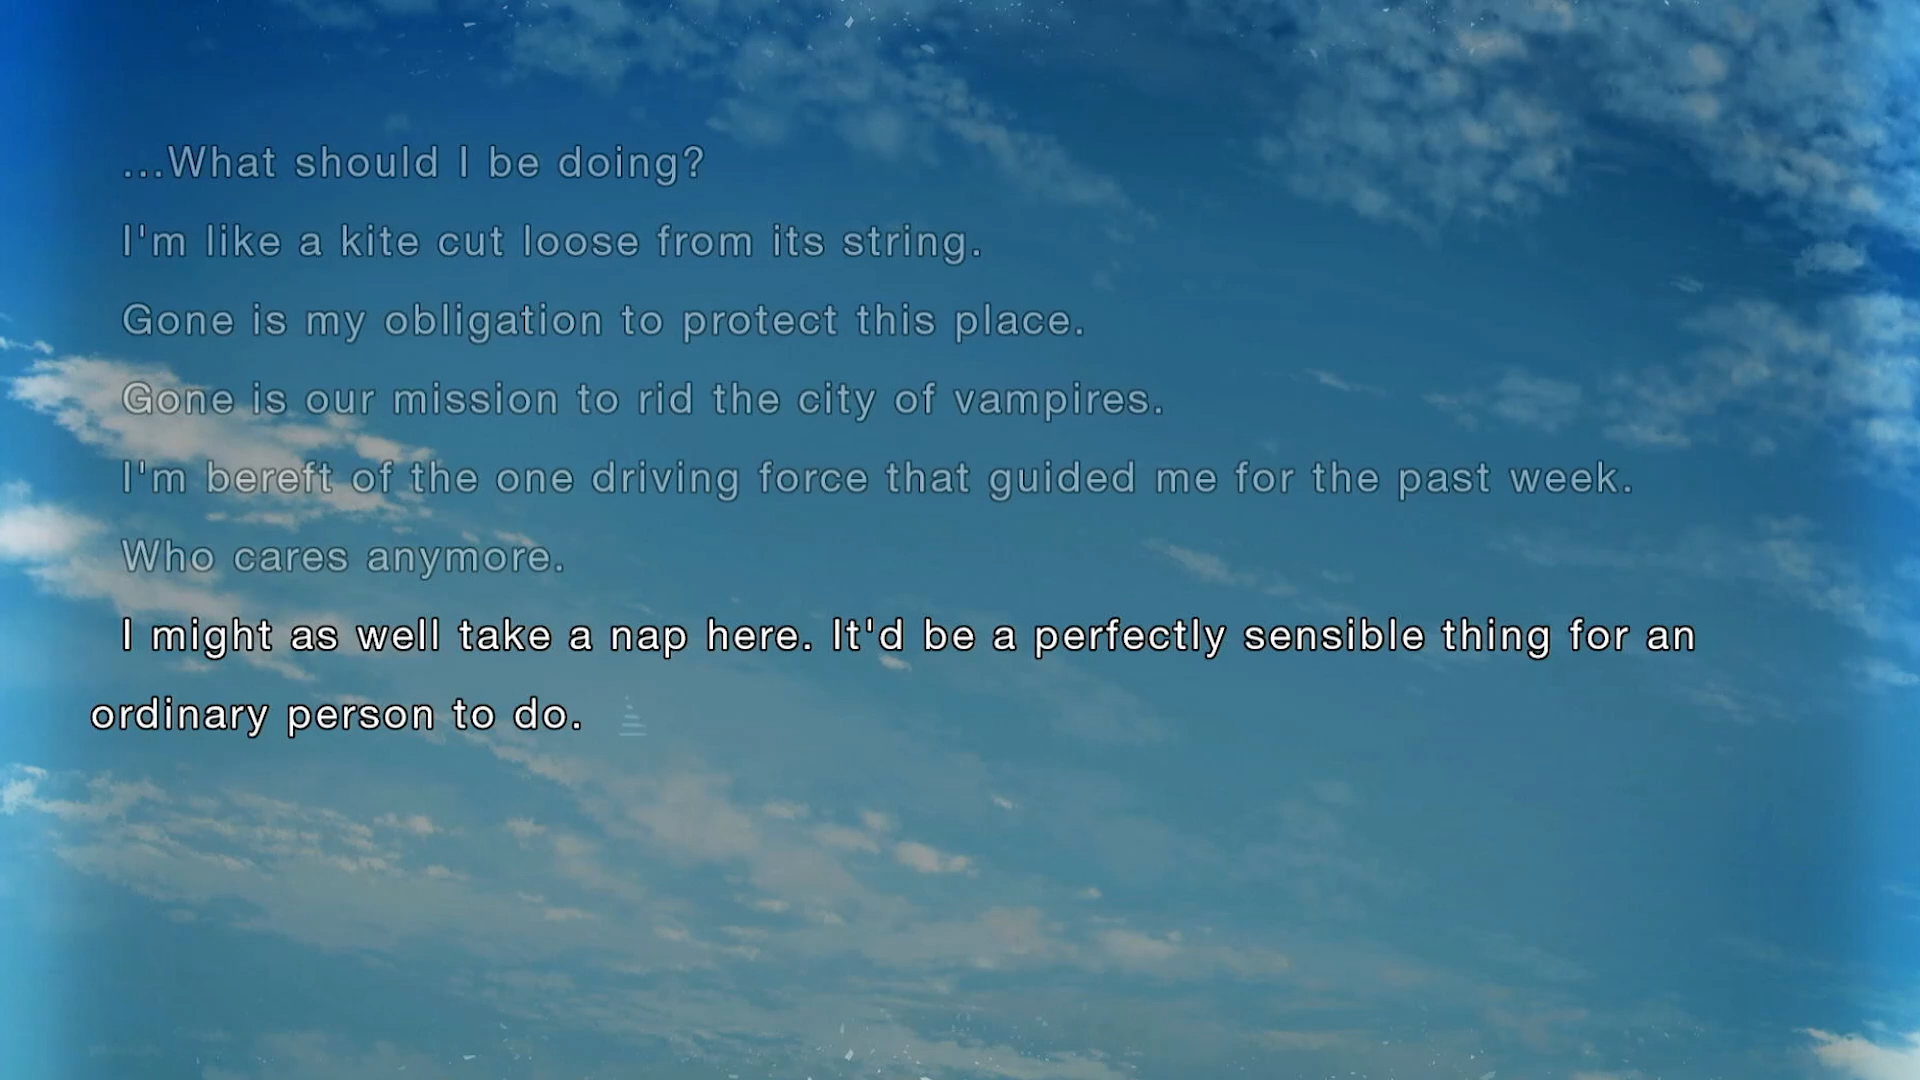 ...What should I be doing?
I'm like a kite cut loose from its string.
Gone is my obligation to protect this place.
Gone is our mission to rid the city of vampires.
I'm bereft of the one driving force that guided me for the past week.
Who cares anymore.
I might as well take a nap here. It'd be a perfectly sensible thing for an
ordinary person to do.